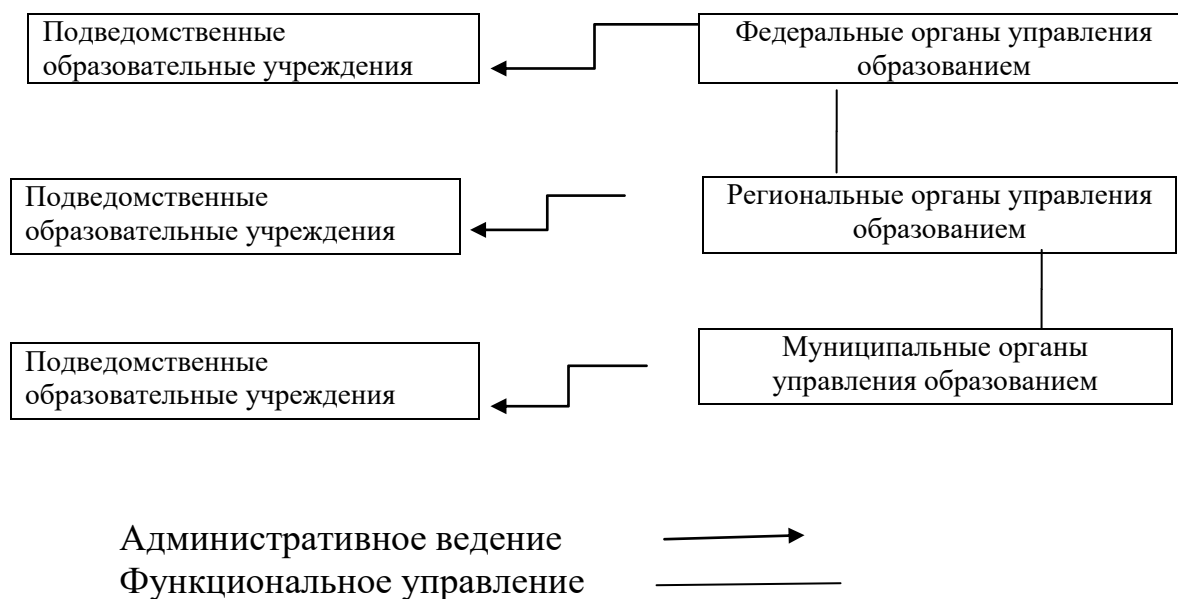 Подведомственные
образовательные учреждения
Федеральные органы управления
образованием
Подведомственные
образовательные учреждения
Региональные органы управления
образованием
Подведомственные
образовательные учреждения
Муниципальные органы
управления образованием
Административное ведение
Функциональное управление